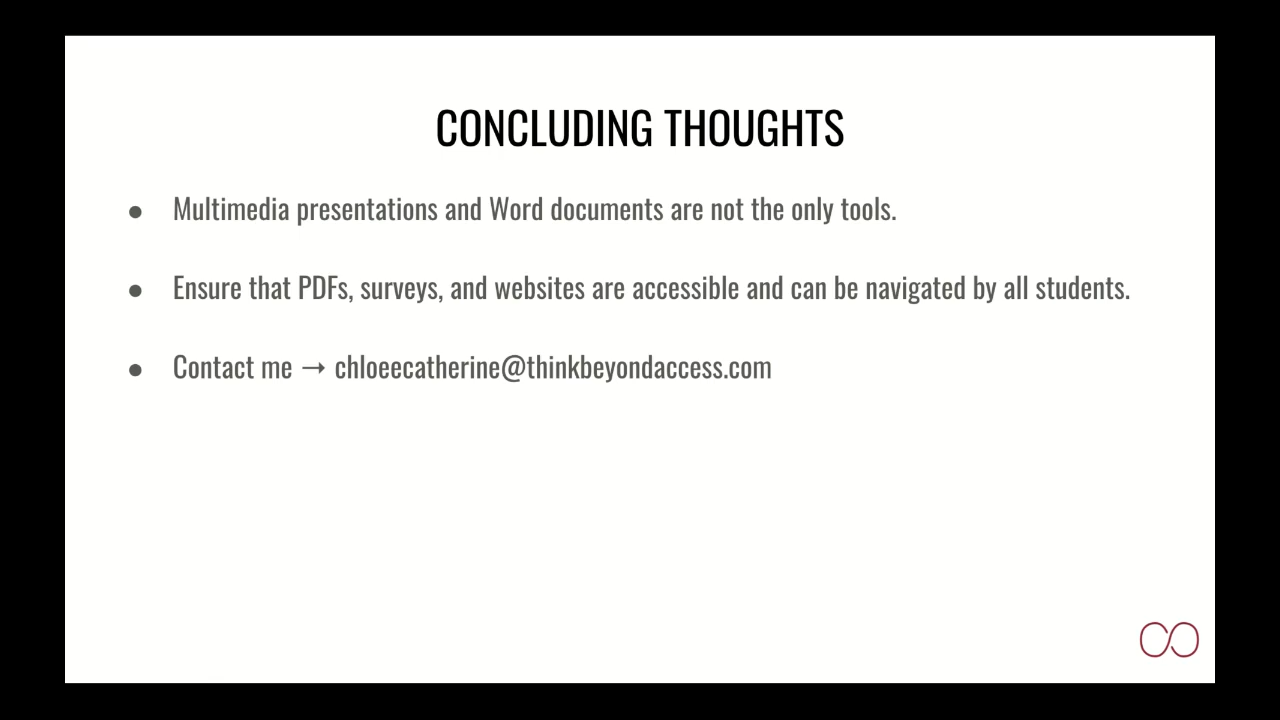 CONCLUDING THOUGHTS
● Multimedia presentations and Word documents are not the only tools.
● Ensure that PDFs, surveys, and websites are accessible and can be navigated by all students.
● Contact me → chloeecatherine@thinkbeyondaccess.com